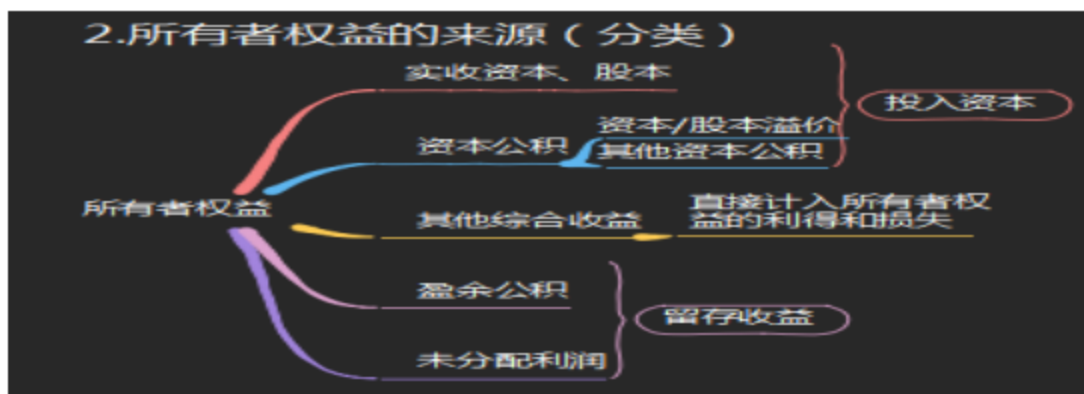 2.所有者权益的来源（分类）
实收资本、股本
投入资本
资本公积
资本/股本溢价
其他资本公积
所有者权益
其他综合收益
直接计入所有者权
益的利得和损失
盈余公积
留存收益
未分配利润